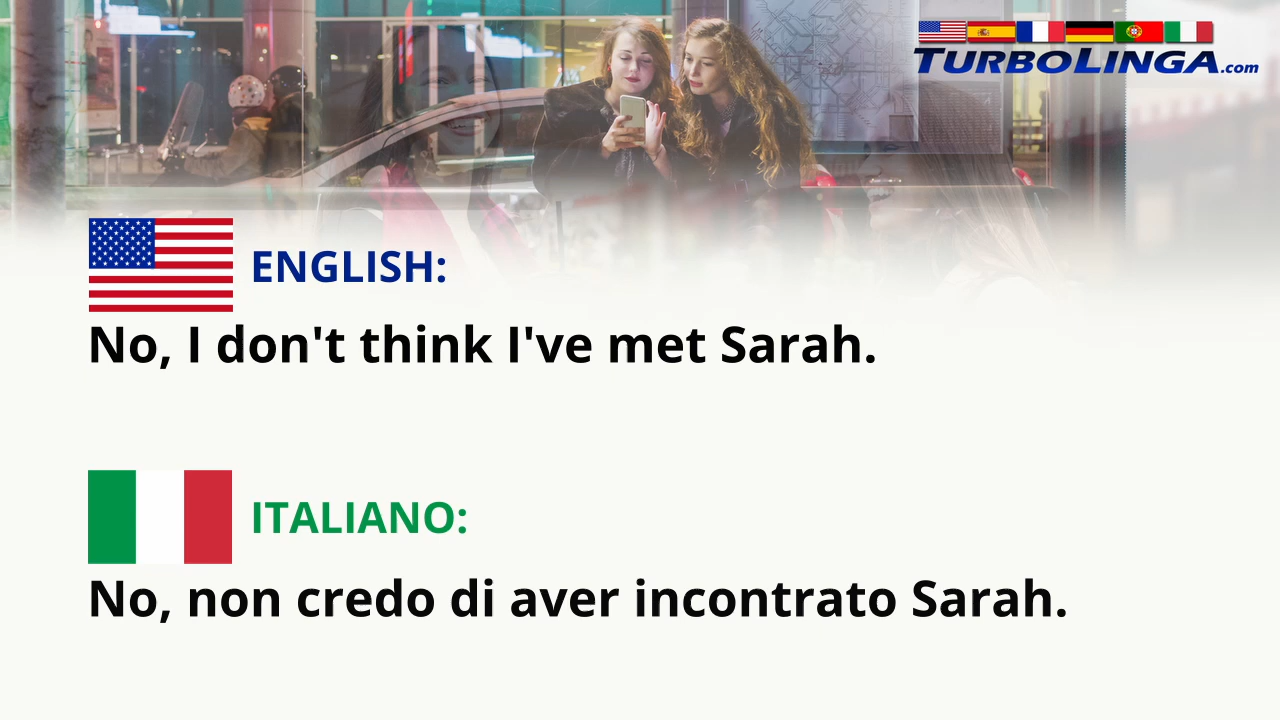 TURBOLINGA.com
ENGLISH:
No, I don't think I've met Sarah.
ITALIANO:
No, non credo di aver incontrato Sarah.